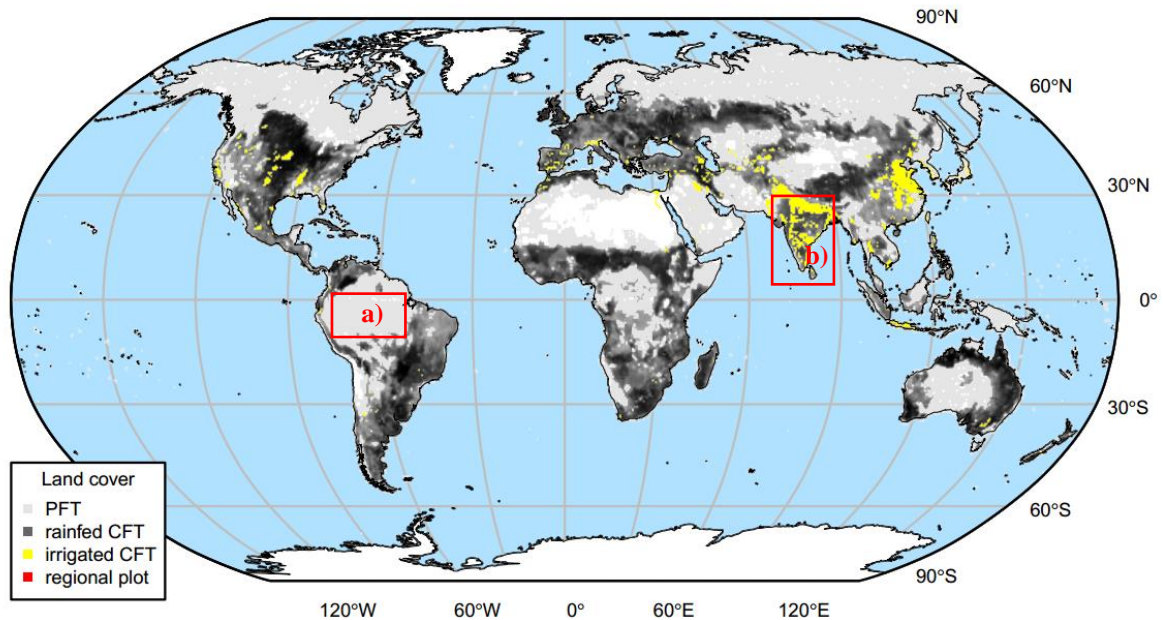 90°N
60°N
30°N
b)
0°
a)
30°S
Land cover
PFT
rainfed CFT
irrigated CFT
regional plot
60°S
90°S
120°W 60°W 0° 60°E 120°E